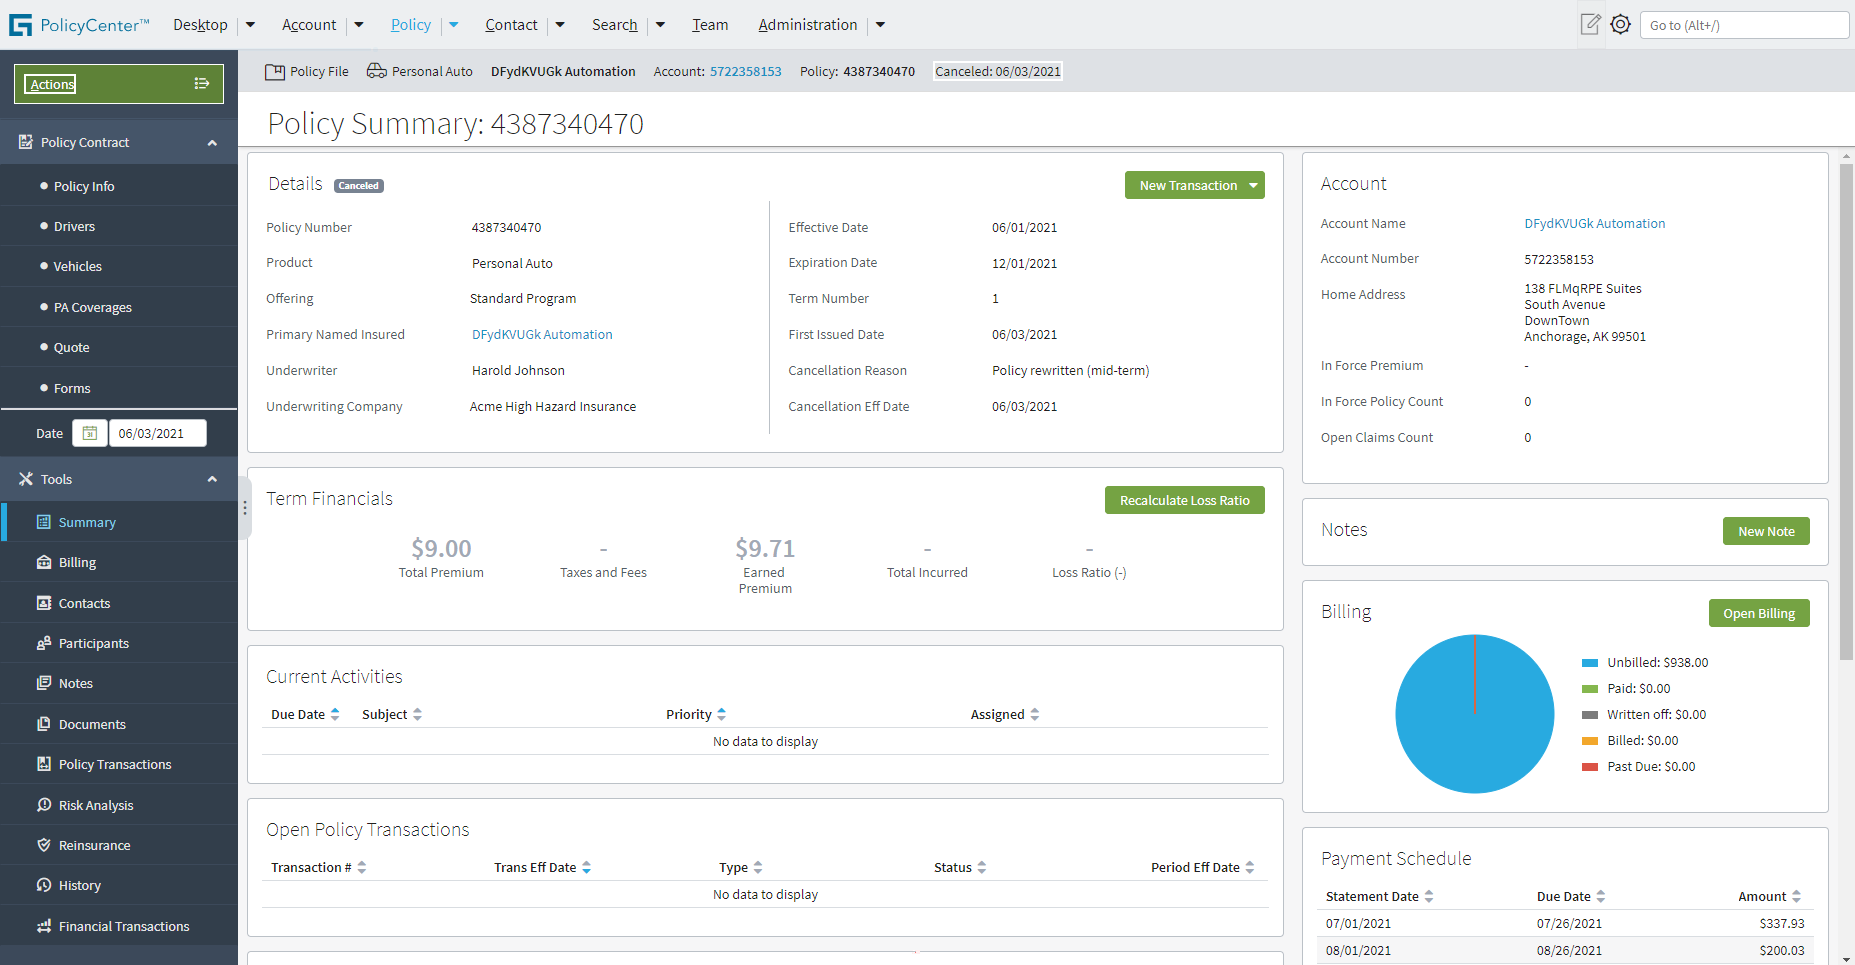 PolicyCenter™ Desktop Account Policy Contact Search Team Administration Go to (Alt+/)
Actions
Policy File Personal Auto DFydKVUGk Automation Account: 5722358153 Policy: 4387340470 Canceled: 06/03/2021
Policy Summary: 4387340470
Policy Contract
Policy Info
Drivers
Vehicles
PA Coverages
Quote
Forms
Date 31 06/03/2021
Tools
Summary
Billing
Contacts
Participants
Notes
Documents
Policy Transactions
Risk Analysis
Reinsurance
History
Financial Transactions
Details Canceled New Transaction
Policy Number 4387340470
Product Personal Auto
Offering Standard Program
Primary Named Insured DFydKVUGk Automation
Underwriter Harold Johnson
Underwriting Company Acme High Hazard Insurance
Effective Date 06/01/2021
Expiration Date 12/01/2021
Term Number 1
First Issued Date 06/03/2021
Cancellation Reason Policy rewritten (mid-term)
Cancellation Eff Date 06/03/2021
Term Financials Recalculate Loss Ratio
$9.00 - $9.71 - -
Total Premium Taxes and Fees Earned Total Incurred Loss Ratio (-)
Premium
Current Activities
Due Date Subject Priority Assigned
No data to display
Open Policy Transactions
Transaction # Trans Eff Date Type Status Period Eff Date
No data to display
Account
Account Name DFydKVUGk Automation
Account Number 5722358153
Home Address 138 FLMqRPE Suites
South Avenue
DownTown
Anchorage, AK 99501
In Force Premium -
In Force Policy Count 0
Open Claims Count 0
Notes New Note
Billing Open Billing
Unbilled: $938.00
Paid: $0.00
Written off: $0.00
Billed: $0.00
Past Due: $0.00
Payment Schedule
Statement Date Due Date Amount
07/01/2021 07/26/2021 $337.93
08/01/2021 08/26/2021 $200.03